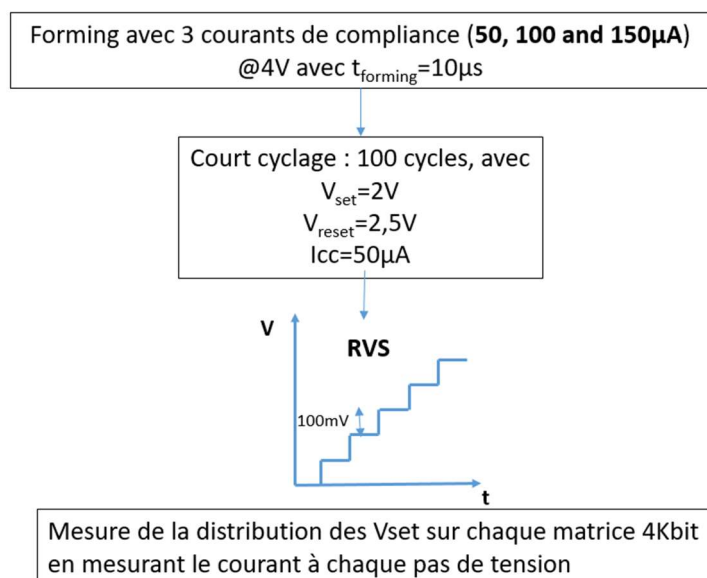 Forming avec 3 courants de compliance (50, 100 and 150µA)
@4V avec tforming=10µs
Court cyclage : 100 cycles, avec
Vset=2V
Vreset=2,5V
Icc=50µA
V
RVS
100mV
t
Mesure de la distribution des Vset sur chaque matrice 4Kbit
en mesurant le courant à chaque pas de tension